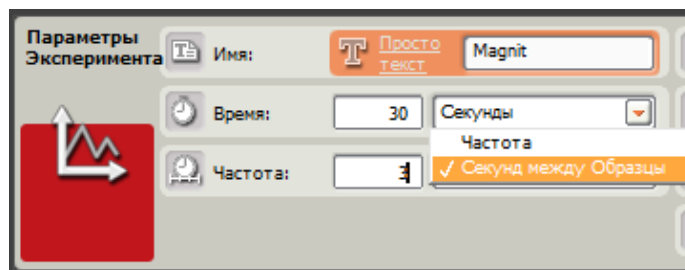 Параметры
Эксперимента
Имя:
T Просто
текст
Magnit
Время:
30
Секунды
Частота
Частота:
3
✓ Секунд между Образцы